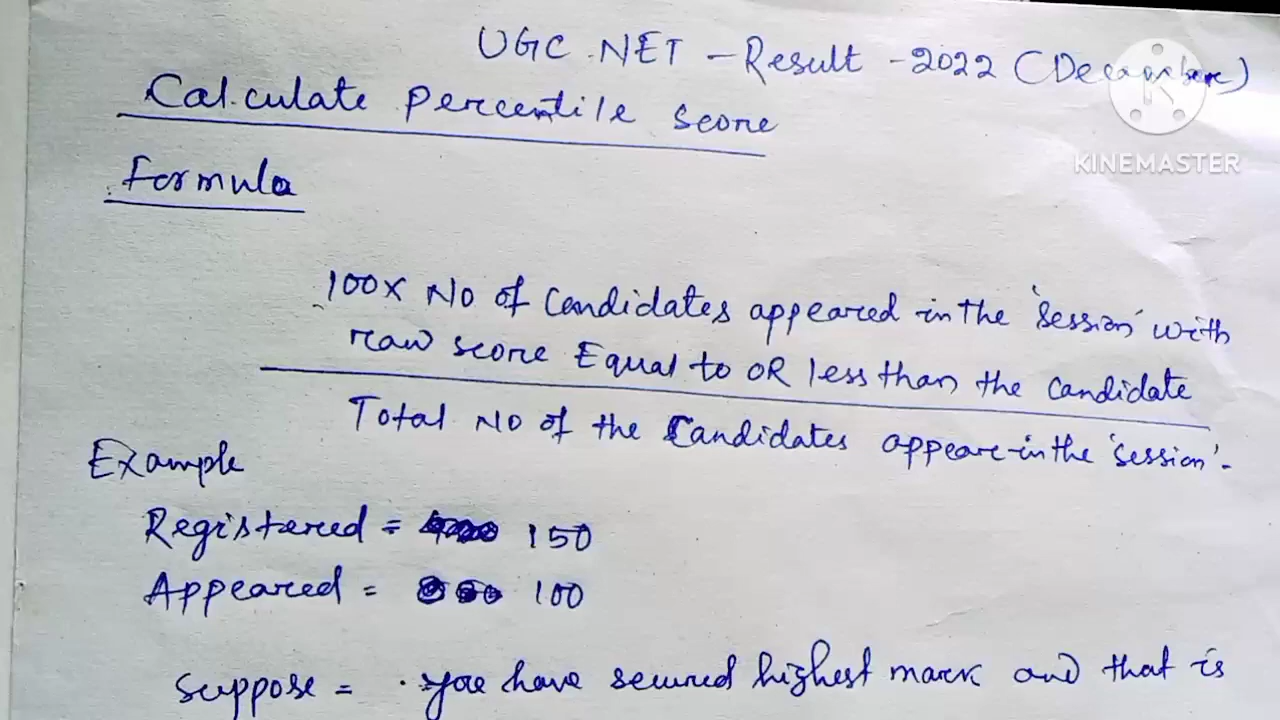 UGC NET - Result - 2022 (December)
Calculate percentile score
KINEMASTER
Formula
100x No of candidates appeared in the 'session' with
raw score Equal to OR less than the candidate
Total No of the Candidates appeare in the 'session'.
Example
Registered = 150
Appeared = 100
suppose = you have secured highest mark and that is